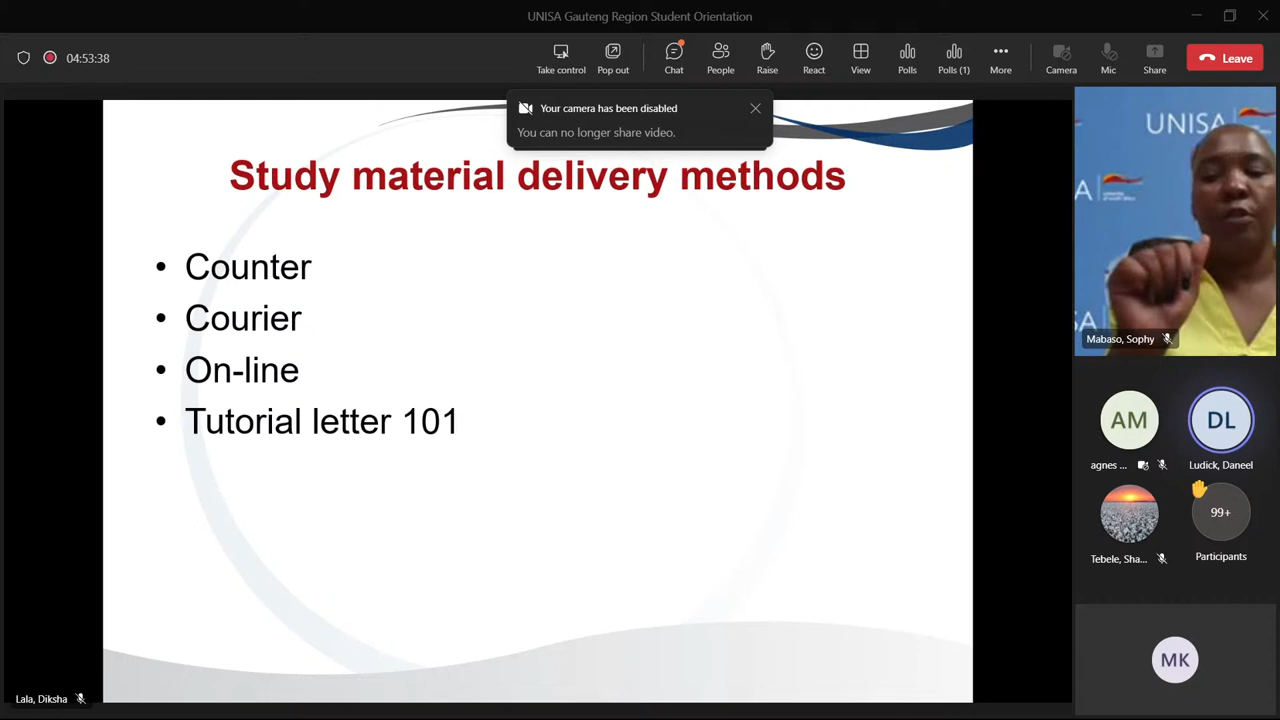 UNISA Gauteng Region Student Orientation
04:53:38
Take control
Pop out
Chat
People
Raise
React
View
Polls
Polls (1)
More
Camera
Mic
Share
Leave
Your camera has been disabled
You can no longer share video.
Study material delivery methods
• Counter
• Courier
• On-line
• Tutorial letter 101
UNISA
Mabaso, Sophy
AM
DL
agnes ...
Ludick, Daneel
99+
Tebele, Sha...
Participants
MK
Lala, Diksha